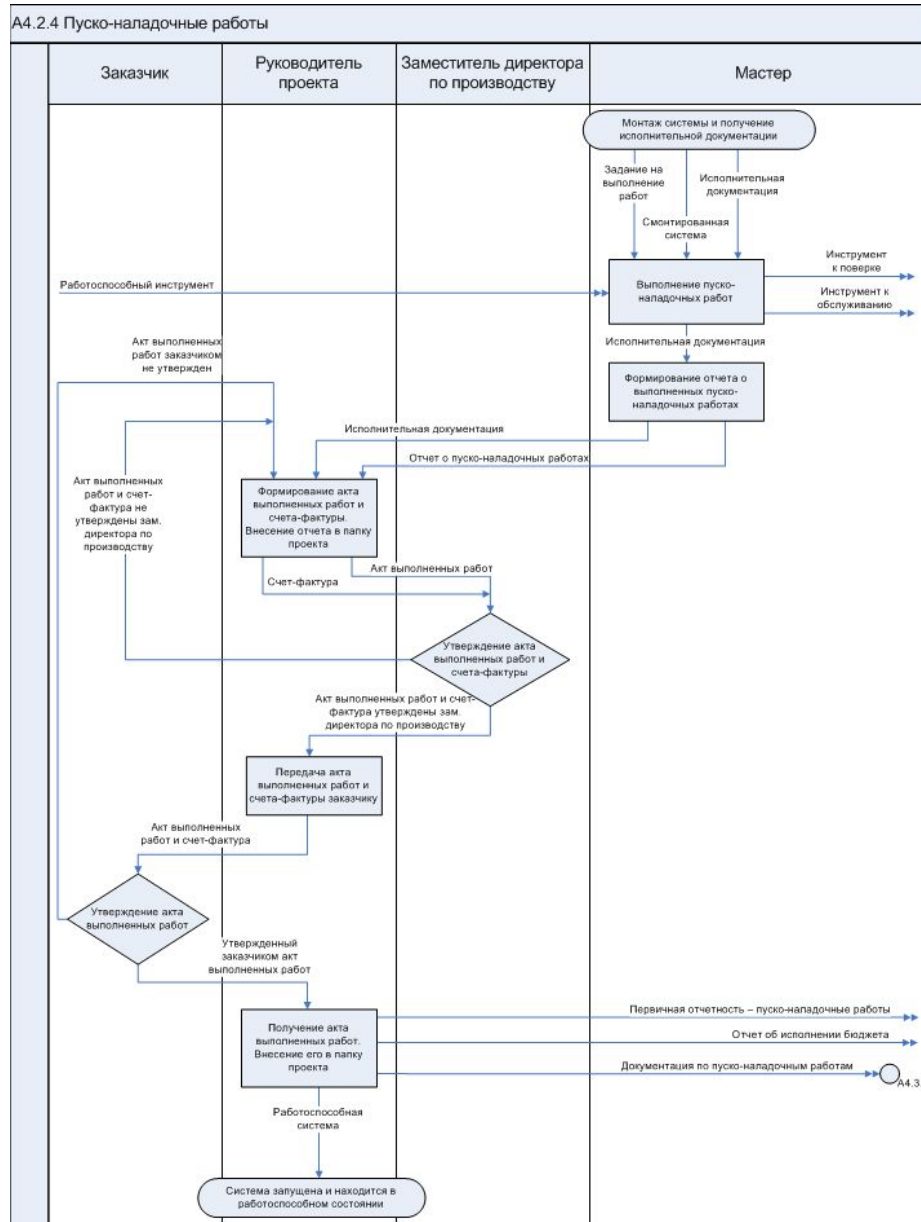 А4.2.4 Пуско-наладочные работы
Заказчик
Руководитель
проекта
Заместитель директора
по производству
Мастер
Монтаж системы и получение
исполнительной документации
Задание на
выполнение
работ
Исполнительная
документация
Смонтированная
система
Работоспособный инструмент
Выполнение пуско-
наладочных работ
Инструмент
к поверке
Инструмент к
обслуживанию
Исполнительная документация
Акт выполненных
работ заказчиком
не утвержден
Формирование отчета о
выполненных пуско-
наладочных работах
Исполнительная документация
Отчет о пуско-наладочных работах
Акт выполненных
работ и счет-
фактура не
утверждены зам.
директора по
производству
Формирование акта
выполненных работ и
счета-фактуры.
Внесение отчета в папку
проекта
Акт выполненных работ
Счет-фактура
Утверждение акта
выполненных работ и
счета-фактуры
Акт выполненных работ и счет-
фактура утверждены зам.
директора по производству
Передача акта
выполненных работ и
счета-фактуры заказчику
Акт выполненных
работ и счет-фактура
Утверждение акта
выполненных работ
Утвержденный
заказчиком акт
выполненных работ
Получение акта
выполненных работ.
Внесение его в папку
проекта
Первичная отчетность – пуско-наладочные работы
Отчет об исполнении бюджета
Документация по пуско-наладочным работам
А4.3.
Работоспособная
система
Система запущена и находится в
работоспособном состоянии